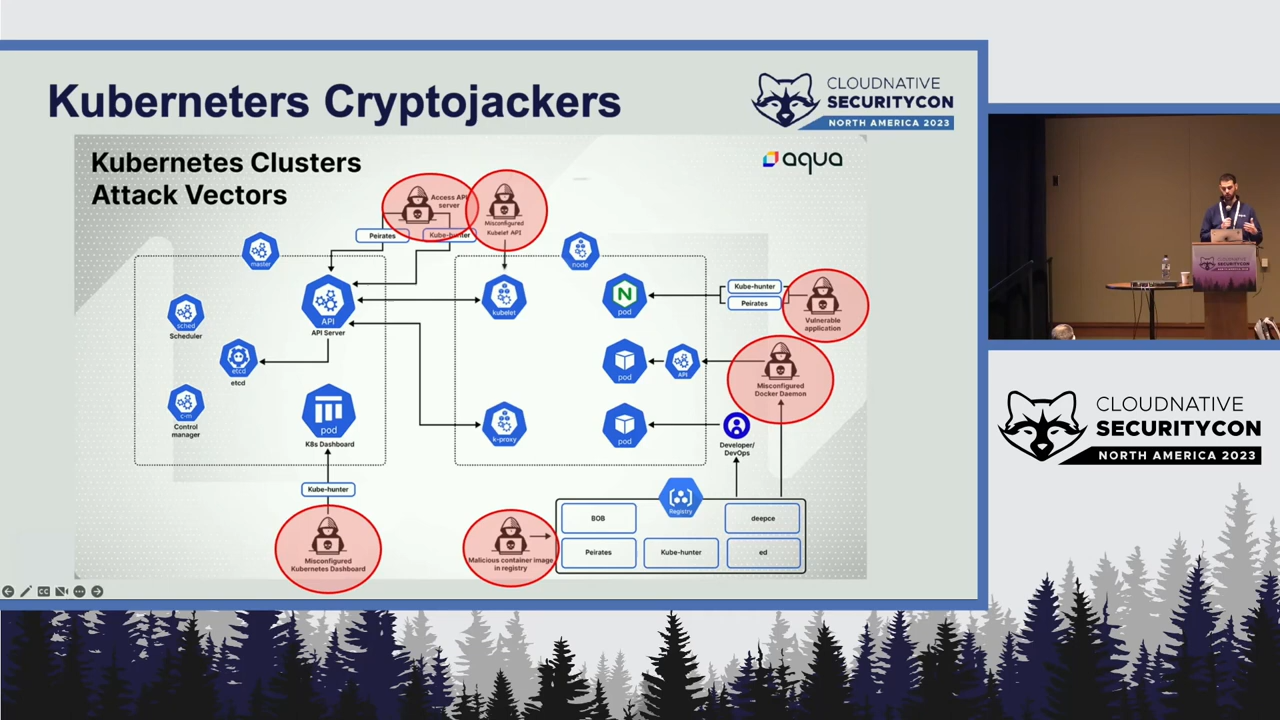 Kuberneters Cryptojackers
CLOUDNATIVE
SECURITYCON
NORTH AMERICA 2023
Kubernetes Clusters
Attack Vectors
aqua
Access API
server
Misconfigured
Kubelet API
Peirates
Kube-hunter
master
node
sched
Scheduler
API
API Server
kubelet
pod
Kube-hunter
Peirates
Vulnerable
application
etcd
etcd
pod
API
Misconfigured
Docker Daemon
c-m
Control
manager
pod
K8s Dashboard
k-proxy
pod
Developer/
DevOps
Kube-hunter
Misconfigured
Kubernetes Dashboard
Malicious container image
in registry
Registry
BOB
deepce
Peirates
Kube-hunter
ed
CC
CLOUDNATIVE
SECURITYCON
NORTH AMERICA 2023